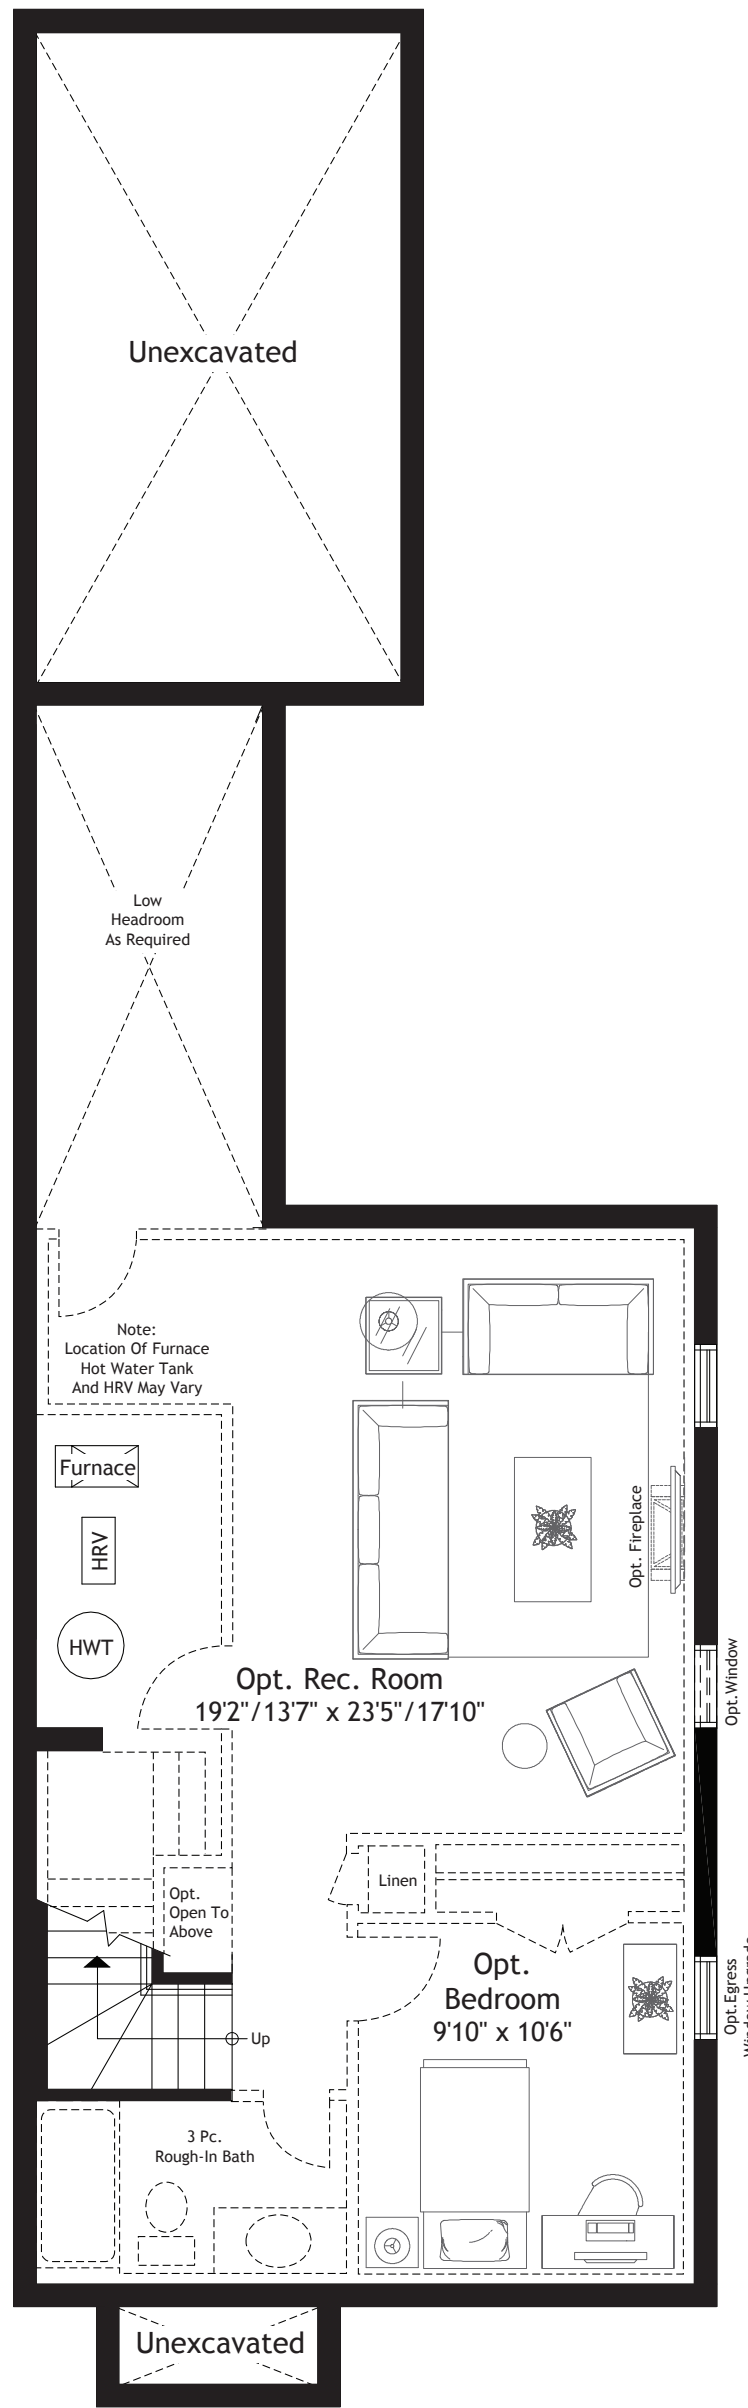 Unexcavated
Low
Headroom
As Required
Note:
Location Of Furnace
Hot Water Tank
And HRV May Vary
Furnace
HRV
HWT
Opt. Fireplace
Opt. Rec. Room
19'2"/13'7" x 23'5"/17'10"
Opt. Window
Linen
Opt.
Open To
Above
Opt.
Bedroom
9'10" x 10'6"
Opt. Egress
Window Upgrade
Up
3 Pc.
Rough-In Bath
Unexcavated